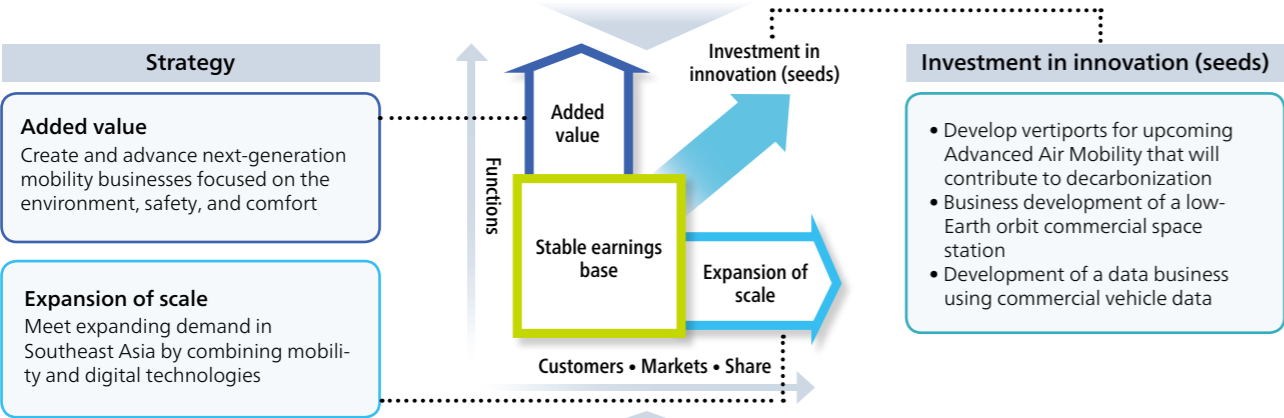 Strategy
Added value
Create and advance next-generation
mobility businesses focused on the
environment, safety, and comfort
Expansion of scale
Meet expanding demand in
Southeast Asia by combining mobili-
ty and digital technologies
Functions
Added
value
Investment in
innovation (seeds)
Stable earnings
base
Expansion of
scale
Customers • Markets • Share
Investment in innovation (seeds)
• Develop vertiports for upcoming
Advanced Air Mobility that will
contribute to decarbonization
• Business development of a low-
Earth orbit commercial space
station
• Development of a data business
using commercial vehicle data